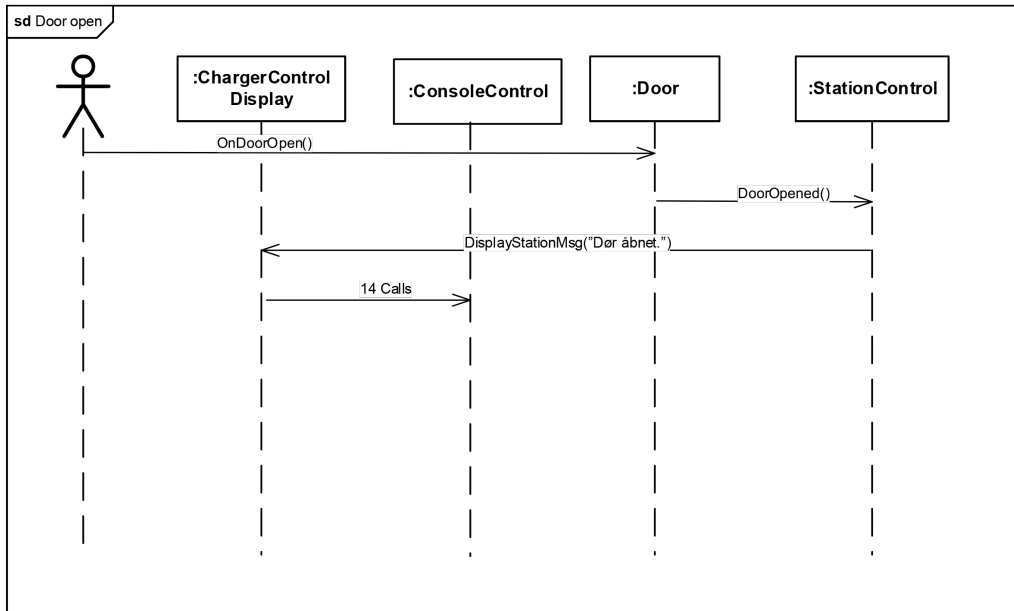 sd Door open
:ChargerControl
Display
:ConsoleControl
:Door
:StationControl
OnDoorOpen()
DoorOpened()
DisplayStationMsg(”Dør åbnet.”)
14 Calls